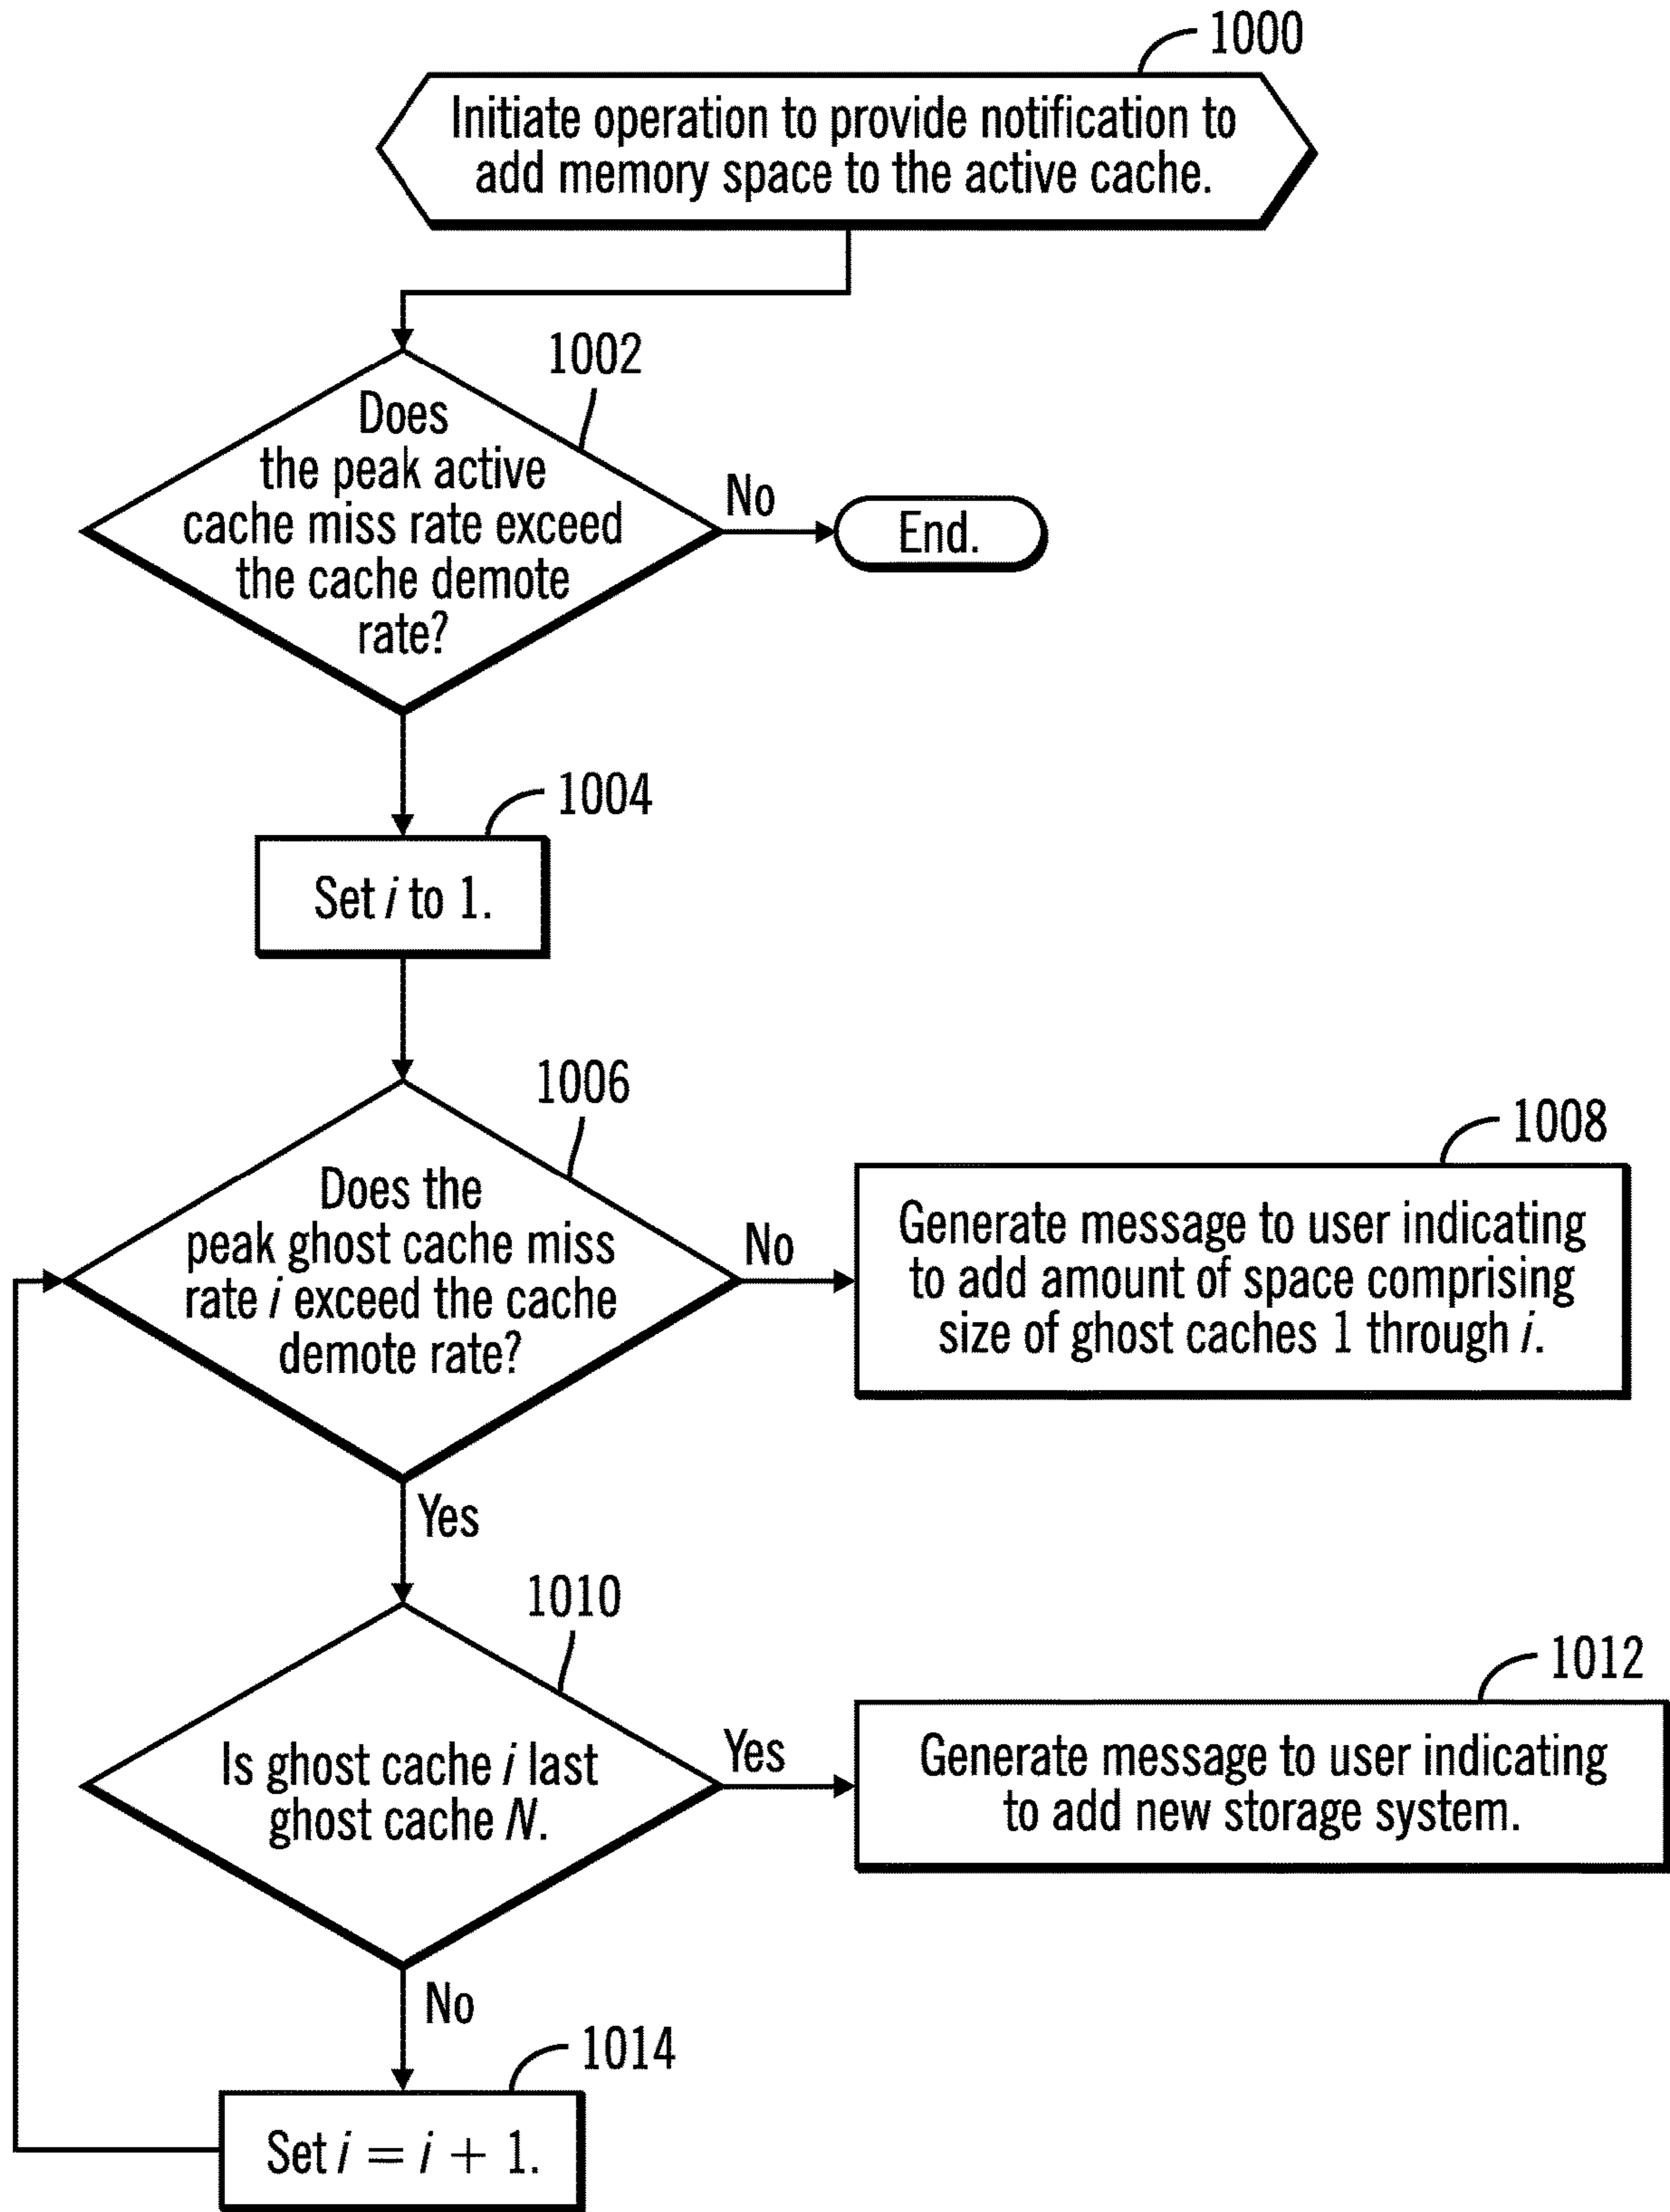 1000
Initiate operation to provide notification to
add memory space to the active cache.
1002
Does
the peak active
cache miss rate exceed
the cache demote
rate?
No
End.
1004
Set i to 1.
1006
Does the
peak ghost cache miss
rate i exceed the cache
demote rate?
No
1008
Generate message to user indicating
to add amount of space comprising
size of ghost caches 1 through i.
Yes
1010
Is ghost cache i last
ghost cache N.
Yes
1012
Generate message to user indicating
to add new storage system.
No
1014
Set i = i + 1.